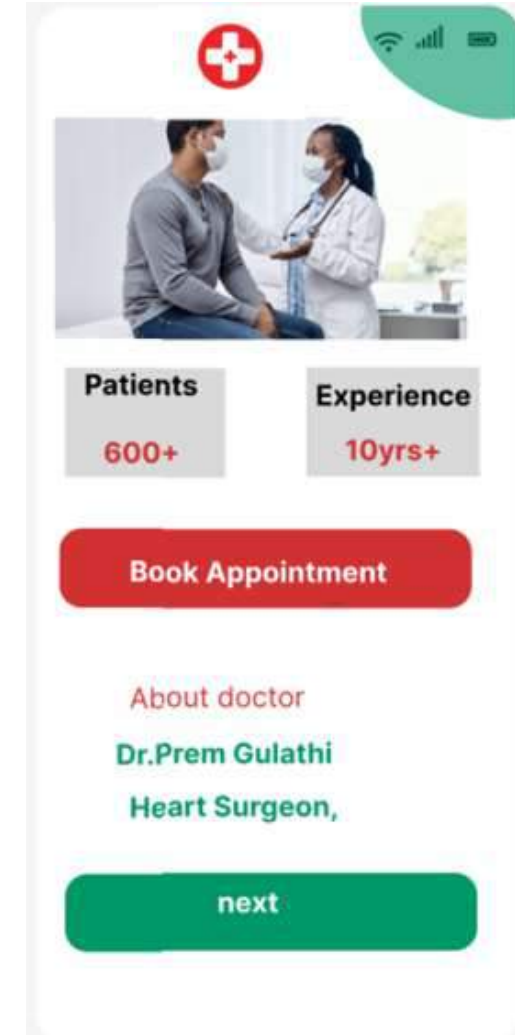 Patients
600+
Experience
10yrs+
Book Appointment
About doctor
Dr.Prem Gulathi
Heart Surgeon,
next